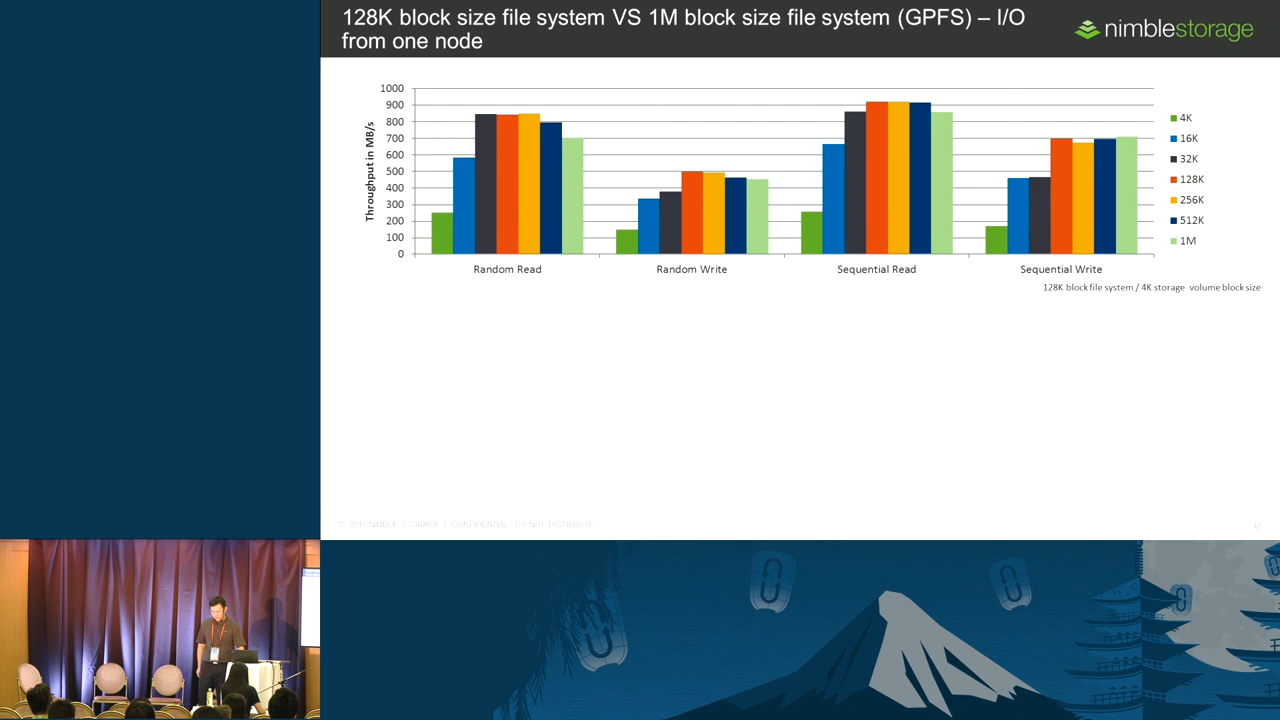 128K block size file system VS 1M block size file system (GPFS) – I/O
from one node
nimblestorage
Throughput in MB/s
1000
900
800
700
600
500
400
300
200
100
0
Random Read
Random Write
Sequential Read
Sequential Write
4K
16K
32K
128K
256K
512K
1M
128K block file system / 4K storage volume block size
© 2015 NIMBLE STORAGE | CONFIDENTIAL: DO NOT DISTRIBUTE